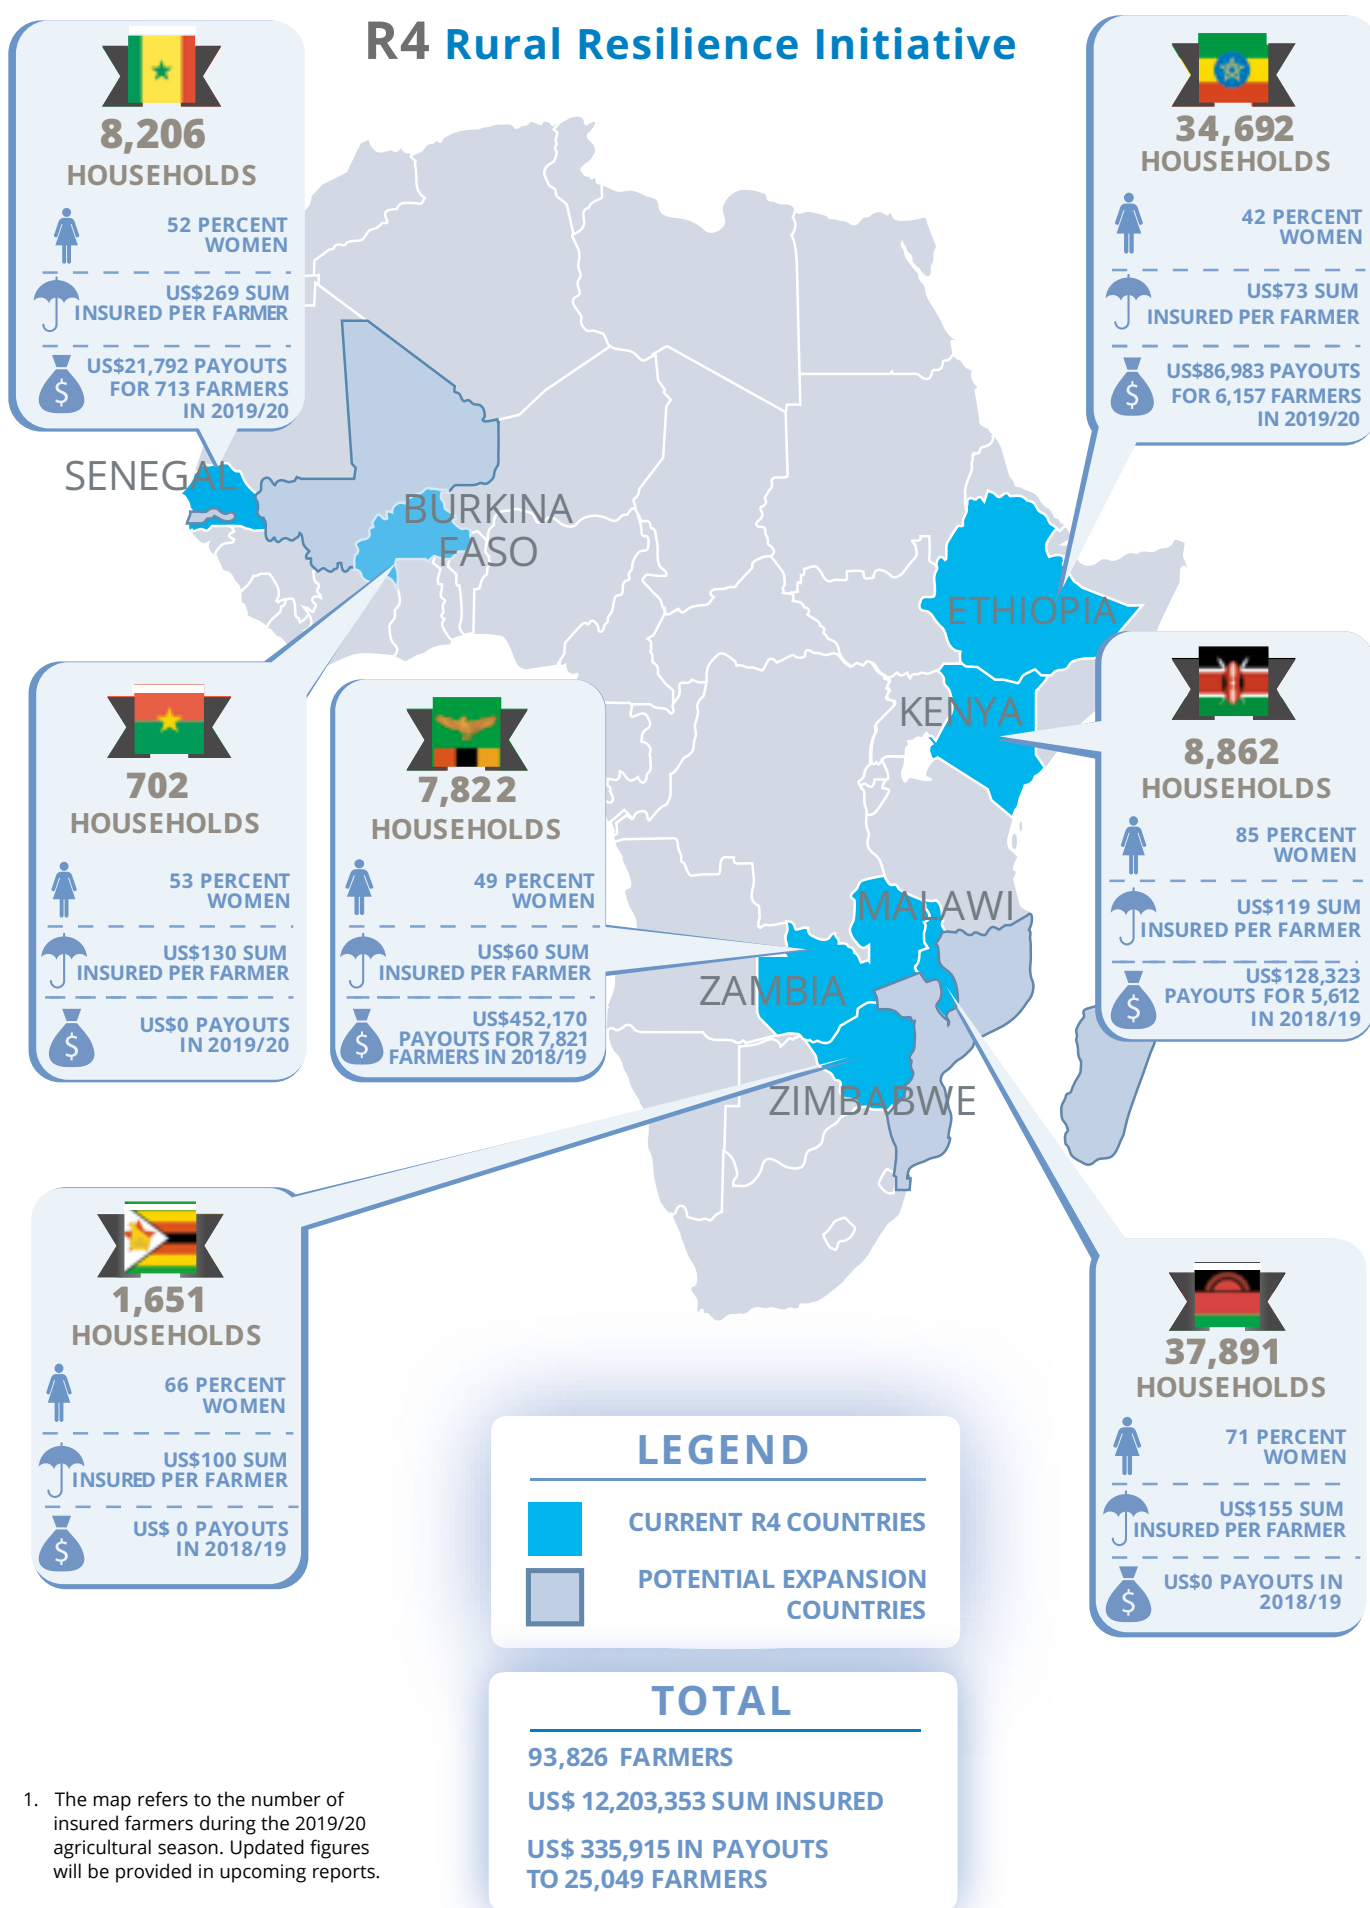 R4 Rural Resilience Initiative
8,206
HOUSEHOLDS
52 PERCENT
WOMEN
US$269 SUM
INSURED PER FARMER
US$21,792 PAYOUTS
FOR 713 FARMERS
IN 2019/20
34,692
HOUSEHOLDS
42 PERCENT
WOMEN
US$73 SUM
INSURED PER FARMER
US$86,983 PAYOUTS
FOR 6,157 FARMERS
IN 2019/20
SENEGAL
BURKINA
FASO
ETHIOPIA
KENYA
MALAWI
ZAMBIA
ZIMBABWE
702
HOUSEHOLDS
53 PERCENT
WOMEN
US$130 SUM
INSURED PER FARMER
US$0 PAYOUTS
IN 2019/20
7,822
HOUSEHOLDS
49 PERCENT
WOMEN
US$60 SUM
INSURED PER FARMER
US$452,170
PAYOUTS FOR 7,821
FARMERS IN 2018/19
8,862
HOUSEHOLDS
85 PERCENT
WOMEN
US$119 SUM
INSURED PER FARMER
US$128,323
PAYOUTS FOR 5,612
IN 2018/19
1,651
HOUSEHOLDS
66 PERCENT
WOMEN
US$100 SUM
INSURED PER FARMER
US$ 0 PAYOUTS
IN 2018/19
37,891
HOUSEHOLDS
71 PERCENT
WOMEN
US$155 SUM
INSURED PER FARMER
US$0 PAYOUTS IN
2018/19
LEGEND
CURRENT R4 COUNTRIES
POTENTIAL EXPANSION
COUNTRIES
TOTAL
93,826 FARMERS
US$ 12,203,353 SUM INSURED
US$ 335,915 IN PAYOUTS
TO 25,049 FARMERS
1. The map refers to the number of
insured farmers during the 2019/20
agricultural season. Updated figures
will be provided in upcoming reports.